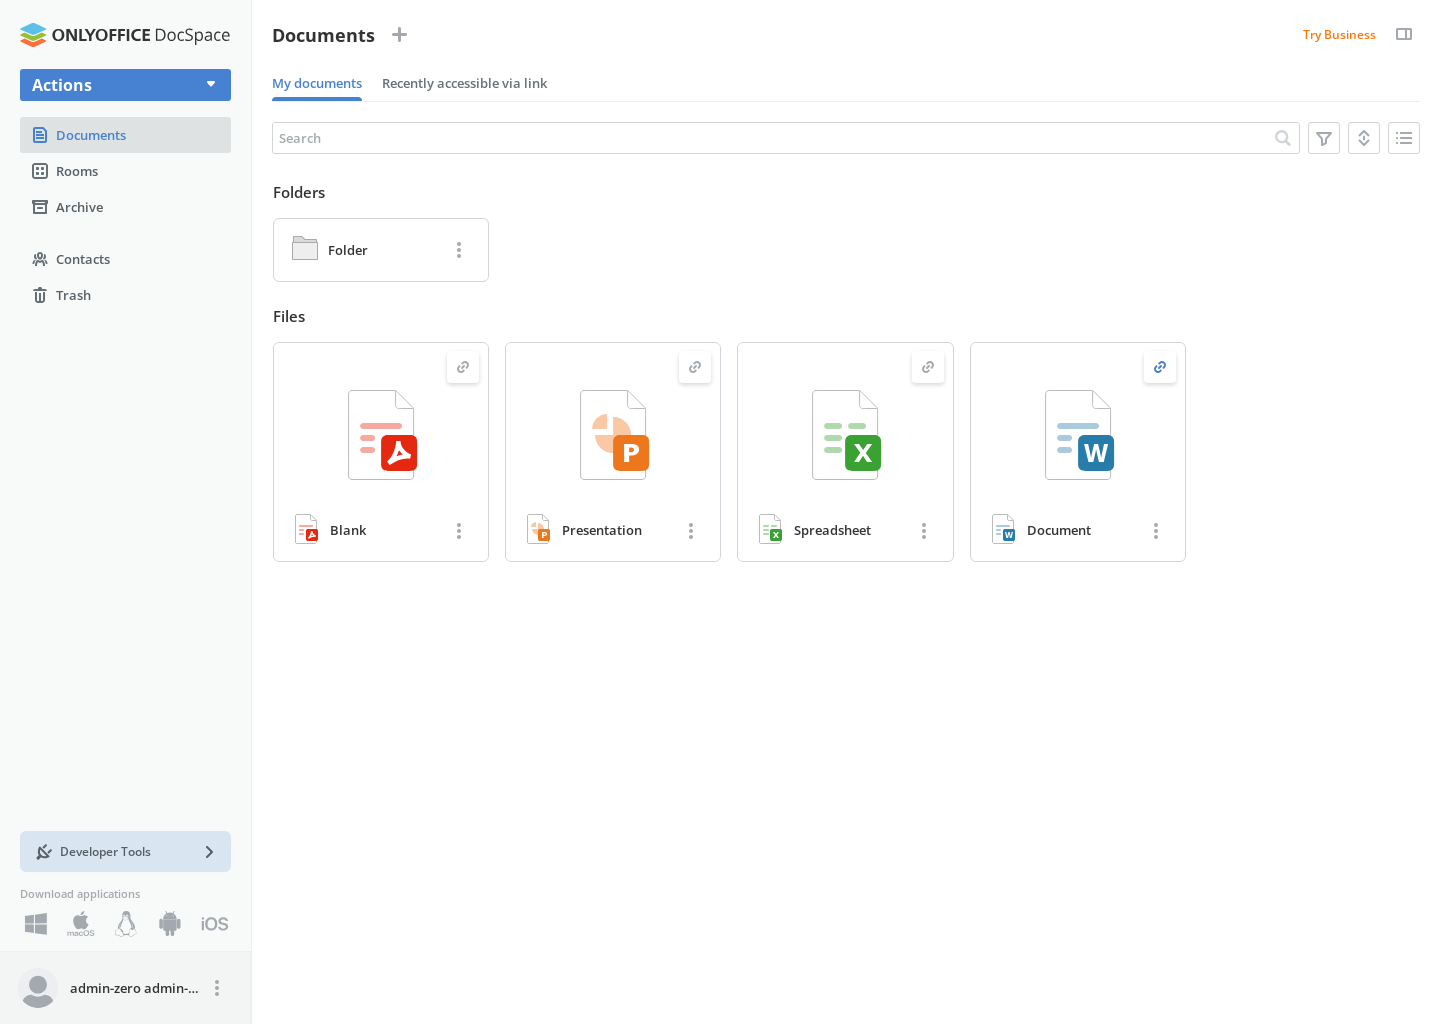 ONLYOFFICE DocSpace
Actions
Documents
Rooms
Archive
Contacts
Trash
Developer Tools
Download applications
macOS
iOS
admin-zero admin-...
Documents
Try Business
My documents
Recently accessible via link
Search
Folders
Folder
Files
P
X
W
Blank
P
Presentation
X
Spreadsheet
W
Document